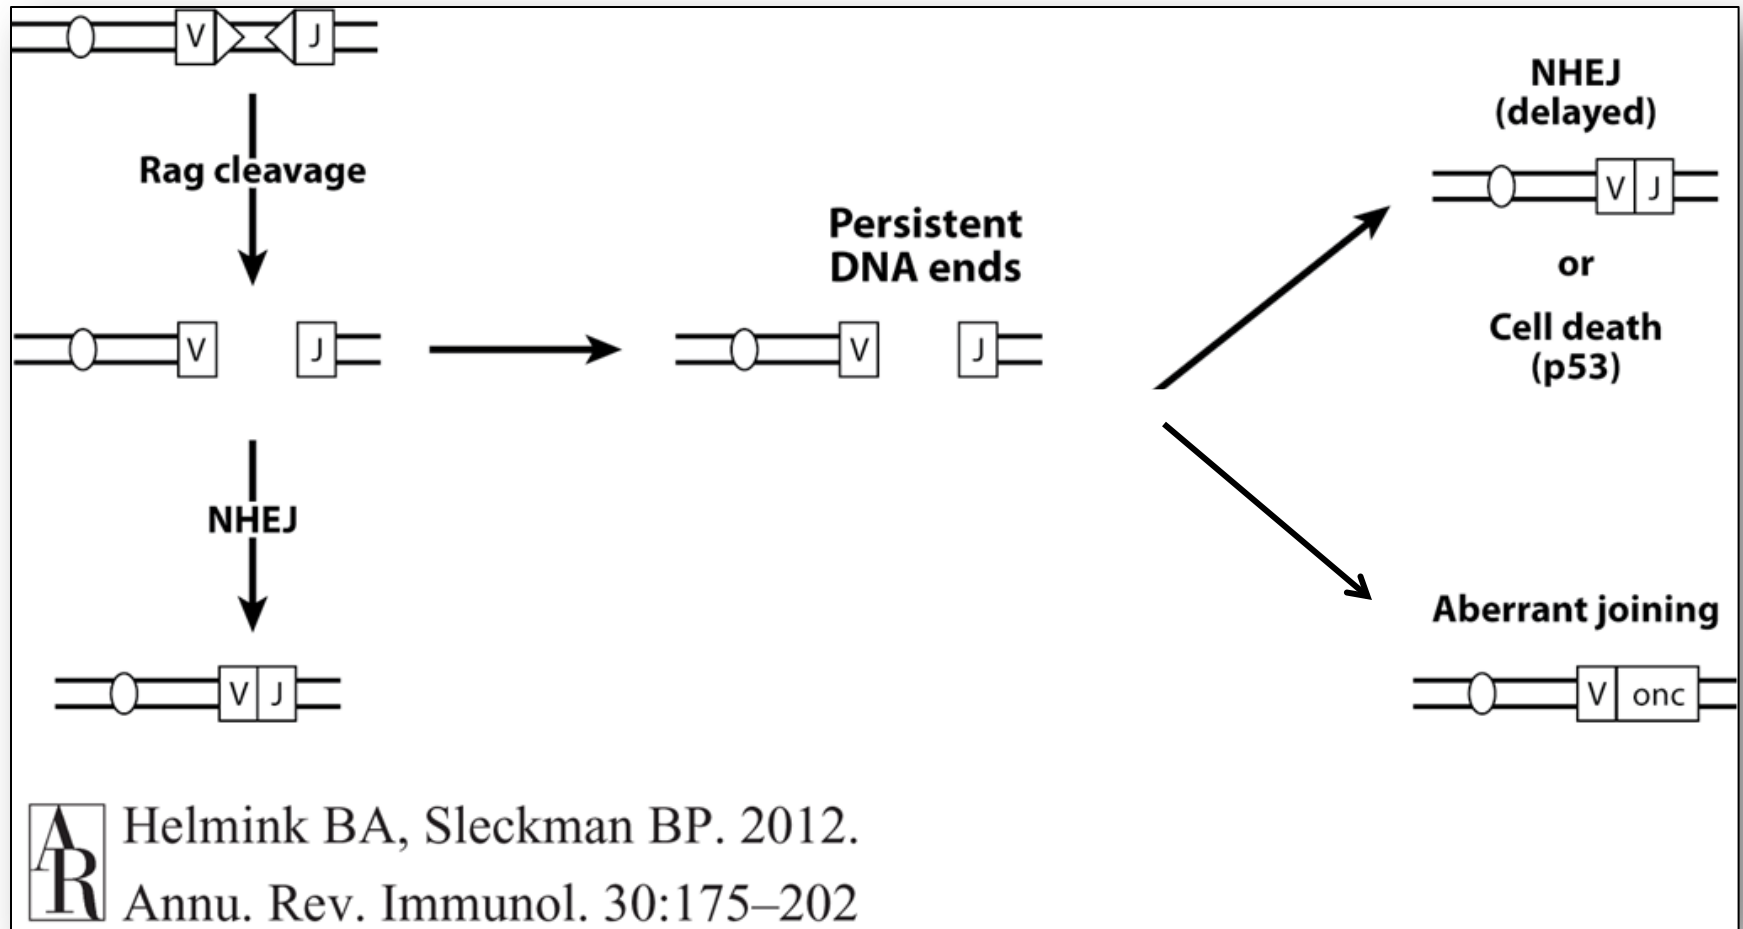 V J
Rag cleavage
V J
NHEJ
V J
Persistent
DNA ends
V J
NHEJ
(delayed)
V J
or
Cell death
(p53)
Aberrant joining
V onc
AR
Helmink BA, Sleckman BP. 2012.
Annu. Rev. Immunol. 30:175–202